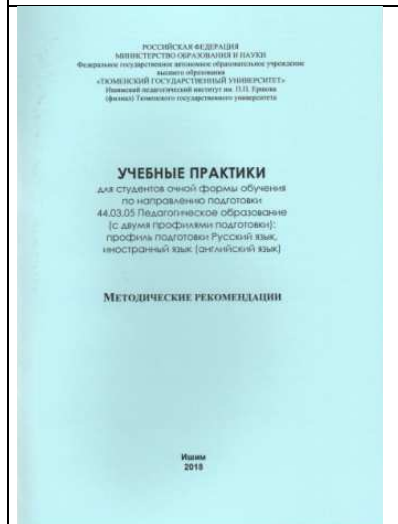 РОССИЙСКАЯ ФЕДЕРАЦИЯ
МИНИСТЕРСТВО ОБРАЗОВАНИЯ И НАУКИ
Федеральное государственное автономное образовательное учреждение
высшего образования
«ТЮМЕНСКИЙ ГОСУДАРСТВЕННЫЙ УНИВЕРСИТЕТ»
Ишимский педагогический институт им. П.П. Ершова
(филиал) Тюменского государственного университета
УЧЕБНЫЕ ПРАКТИКИ
для студентов очной формы обучения
по направлению подготовки
44.03.05 Педагогическое образование
(с двумя профилями подготовки):
профиль подготовки Русский язык,
иностранный язык (английский язык)
МЕТОДИЧЕСКИЕ РЕКОМЕНДАЦИИ
Ишим
2018